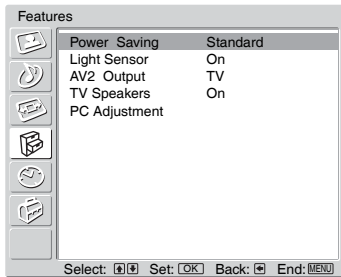 Features
Power Saving Standard
Light Sensor On
AV2 Output TV
TV Speakers On
PC Adjustment
Select: Set: OK Back: End: MENU